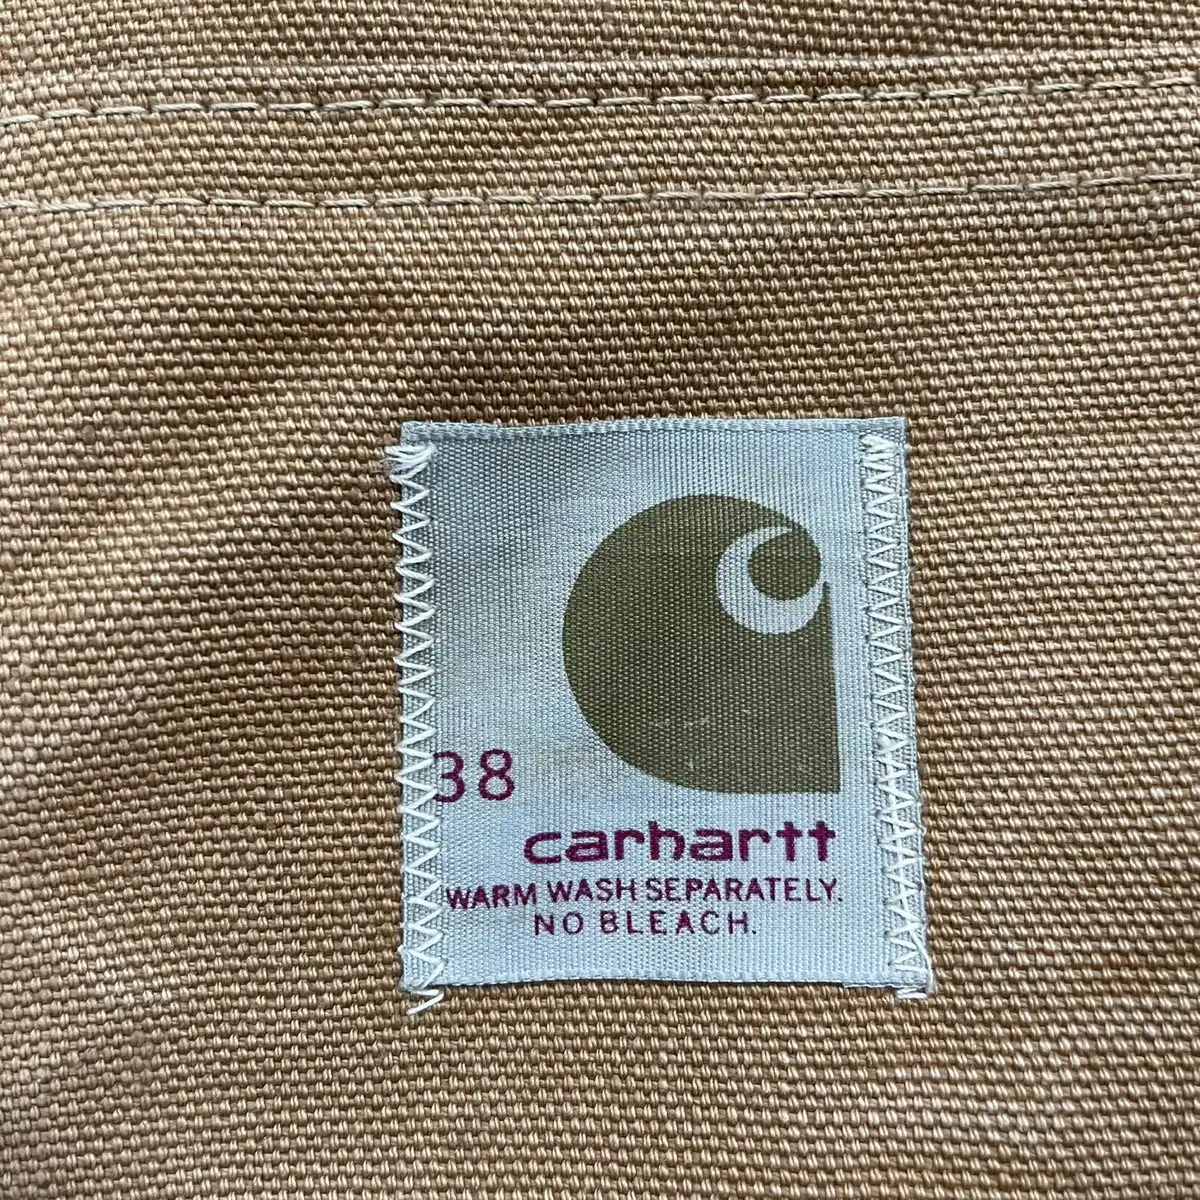 38
carhartt
WARM WASH SEPARATELY.
NO BLEACH.